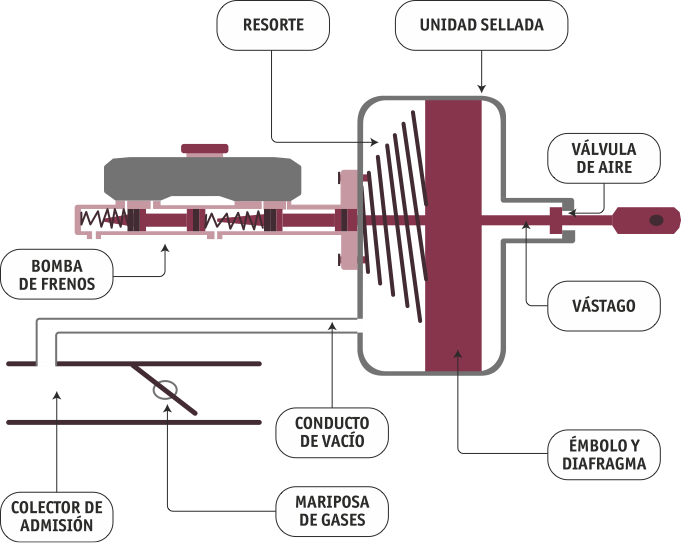 RESORTE
UNIDAD SELLADA
VÁLVULA
DE AIRE
BOMBA
DE FRENOS
VÁSTAGO
CONDUCTO
DE VACÍO
ÉMBOLO Y
DIAFRAGMA
COLECTOR DE
ADMISIÓN
MARIPOSA
DE GASES